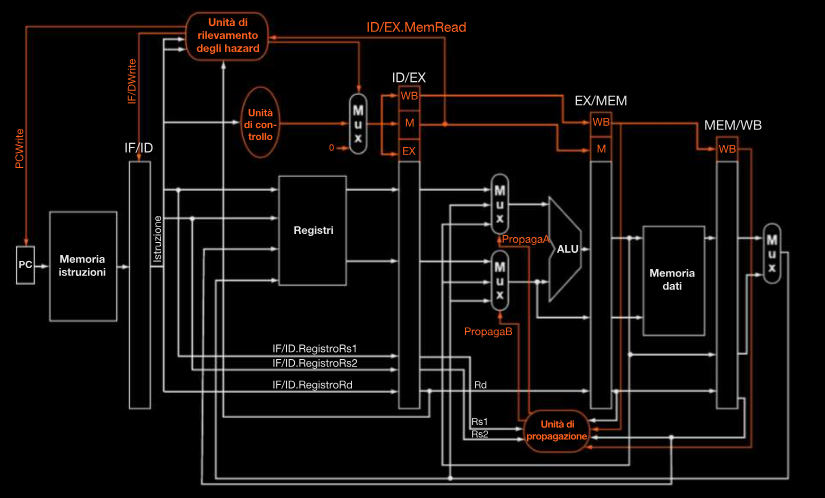 Unità di
rilevamento
degli hazard
ID/EX.MemRead
IF/DWrite
PCWrite
ID/EX
WB
M
EX
EX/MEM
WB
M
MEM/WB
WB
Unità
di con-
trollo
Mux
0
IF/ID
Istruzione
PC
Memoria
istruzioni
Registri
Mux
PropagaA
Mux
PropagaB
ALU
Memoria
dati
Mux
IF/ID.RegistroRs1
IF/ID.RegistroRs2
IF/ID.RegistroRd
Rd
Rs1
Rs2
Unità di
propagazione